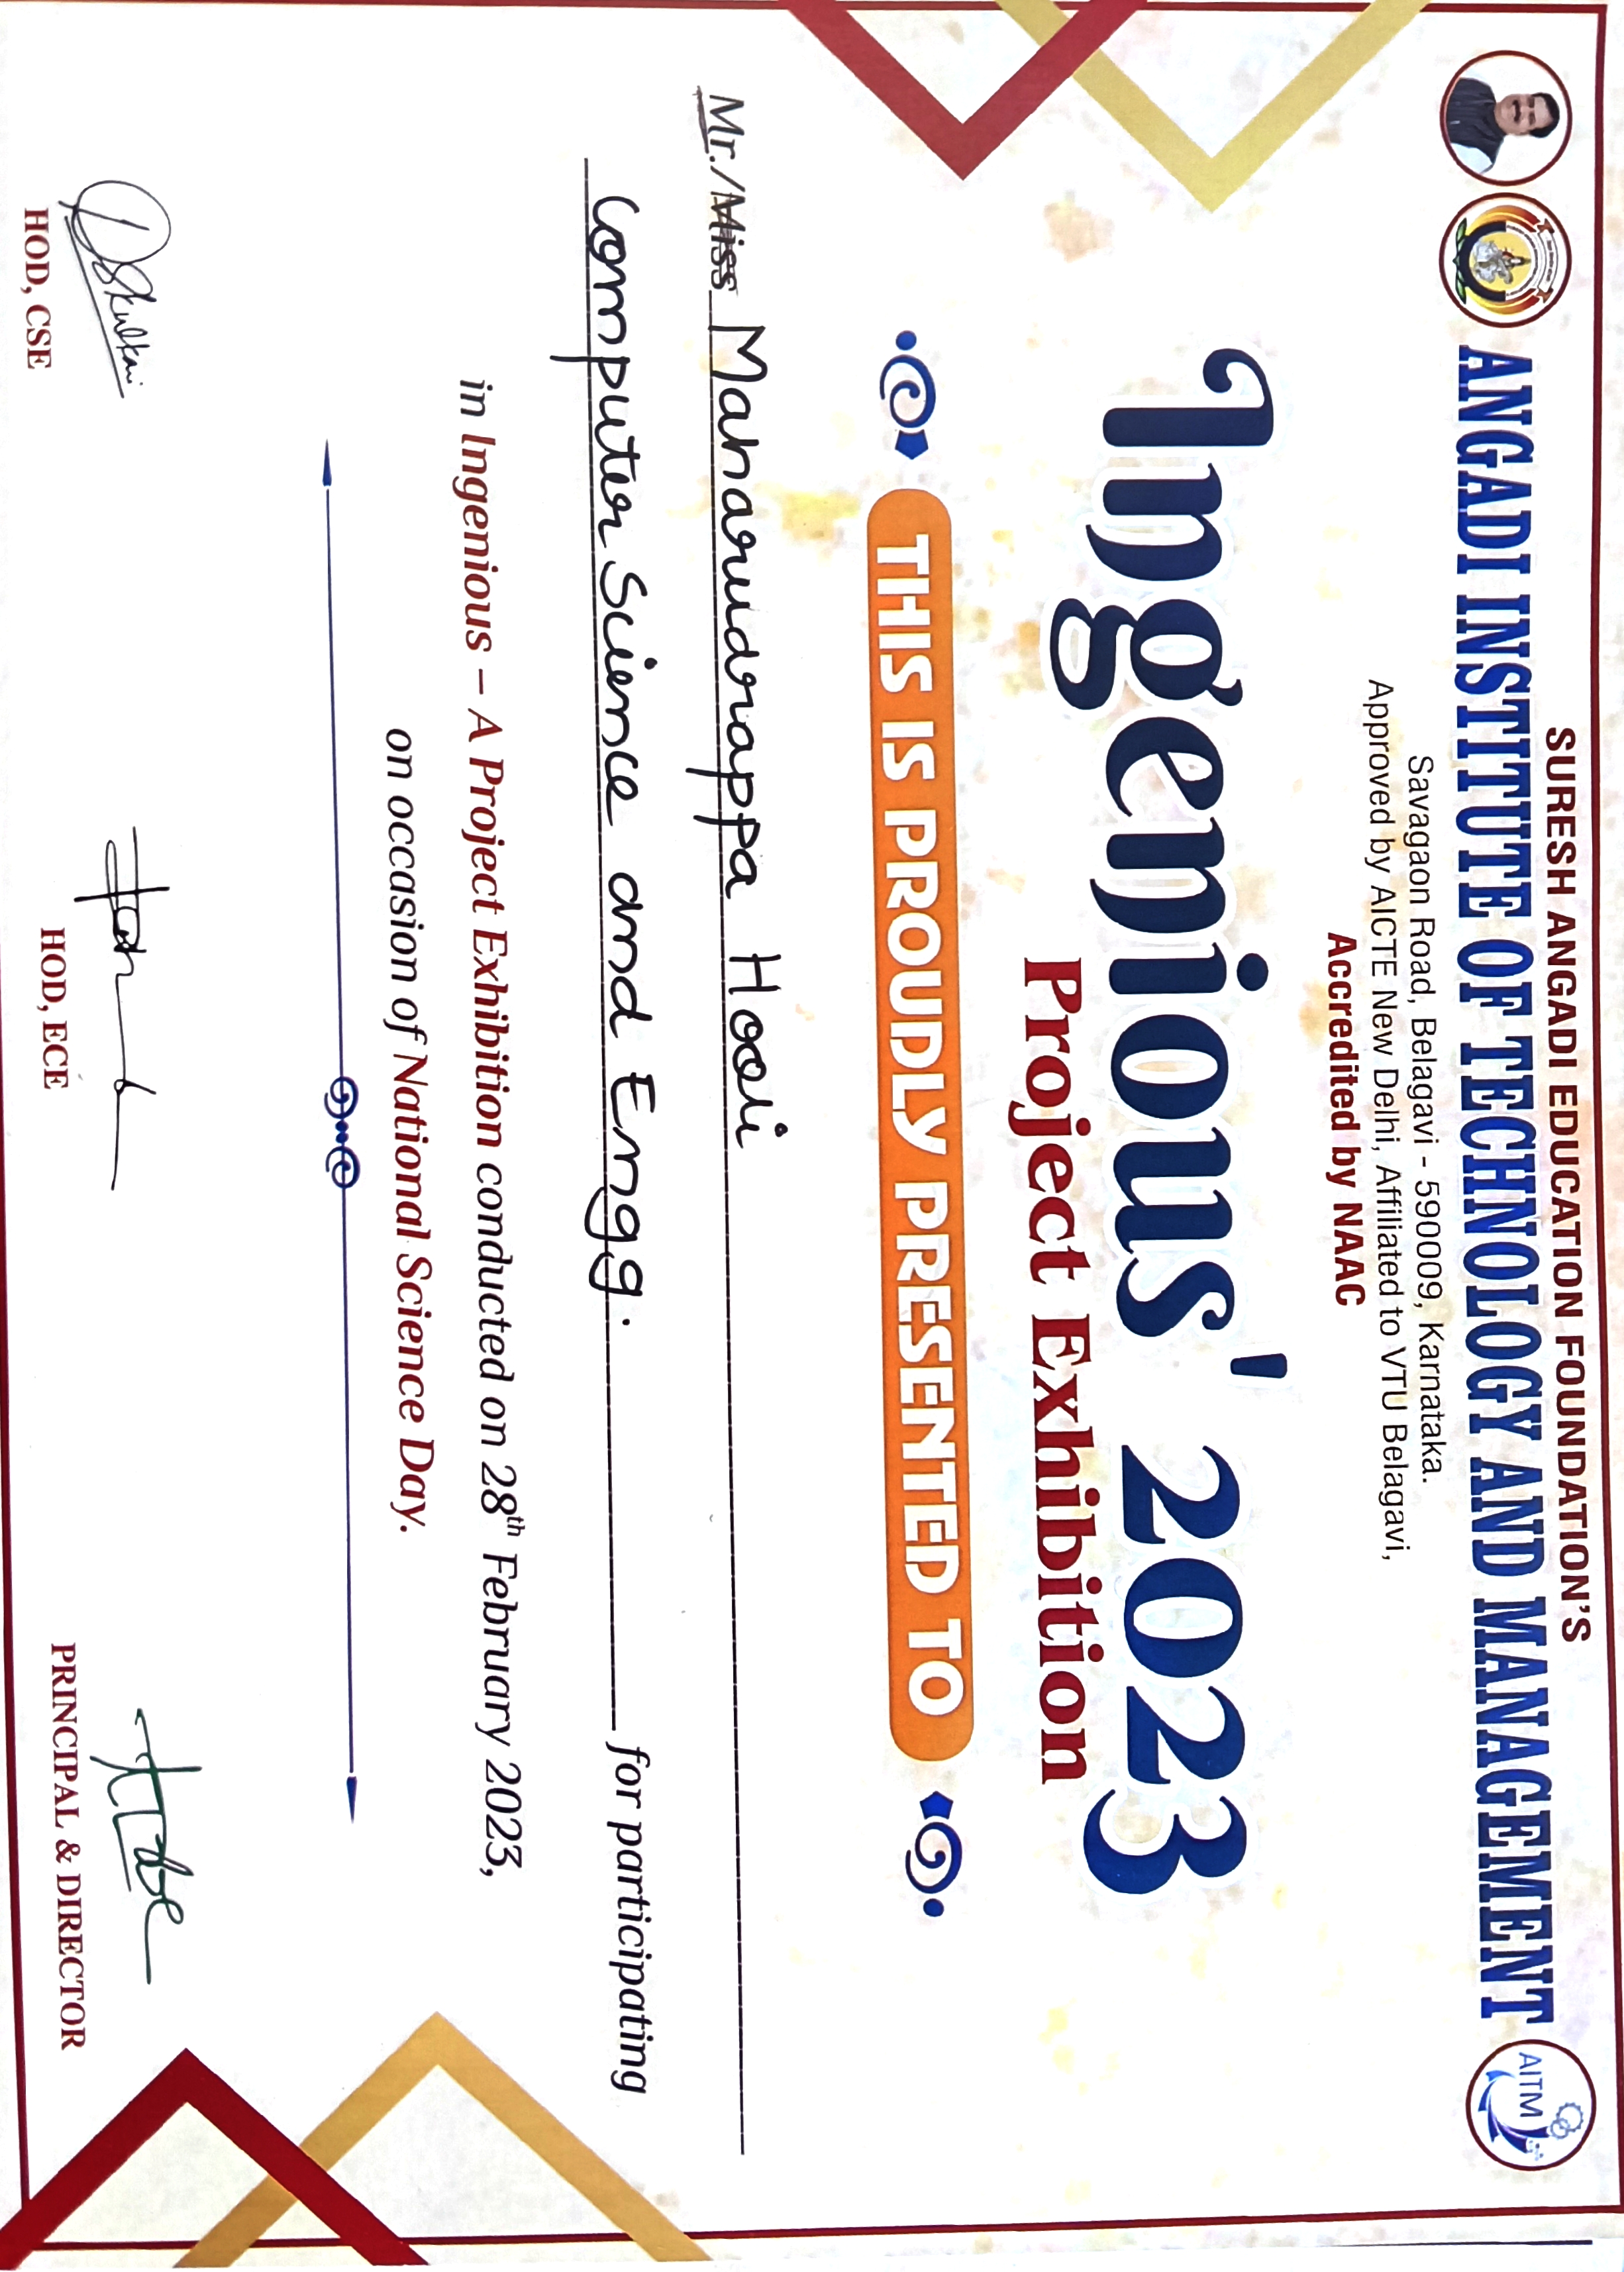 SURESH ANGADI EDUCATION FOUNDATION'S
ANGADI INSTITUTE OF TECHNOLOGY AND MANAGEMENT
AITM
Savagaon Road, Belagavi - 590009, Karnataka.
Approved by AICTE New Delhi, Affiliated to VTU Belagavi,
Accredited by NAAC
Ingenious' 2023
Project Exhibition
THIS IS PROUDLY PRESENTED TO
Mr./Miss Maharudrappa Hooli
Computer Science and Engg. for participating
in Ingenious – A Project Exhibition conducted on 28th February 2023,
on occasion of National Science Day.
HOD, CSE
HOD, ECE
PRINCIPAL & DIRECTOR